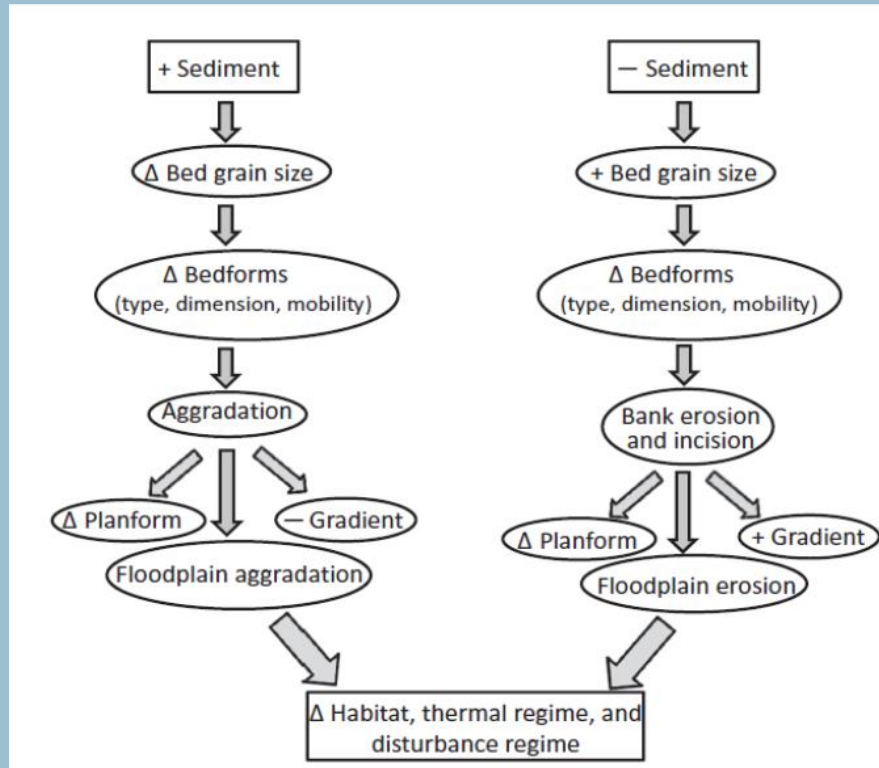 + Sediment
Δ Bed grain size
Δ Bedforms
(type, dimension, mobility)
Aggradation
Δ Planform
— Gradient
Floodplain aggradation
— Sediment
+ Bed grain size
Δ Bedforms
(type, dimension, mobility)
Bank erosion
and incision
Δ Planform
+ Gradient
Floodplain erosion
Δ Habitat, thermal regime, and
disturbance regime